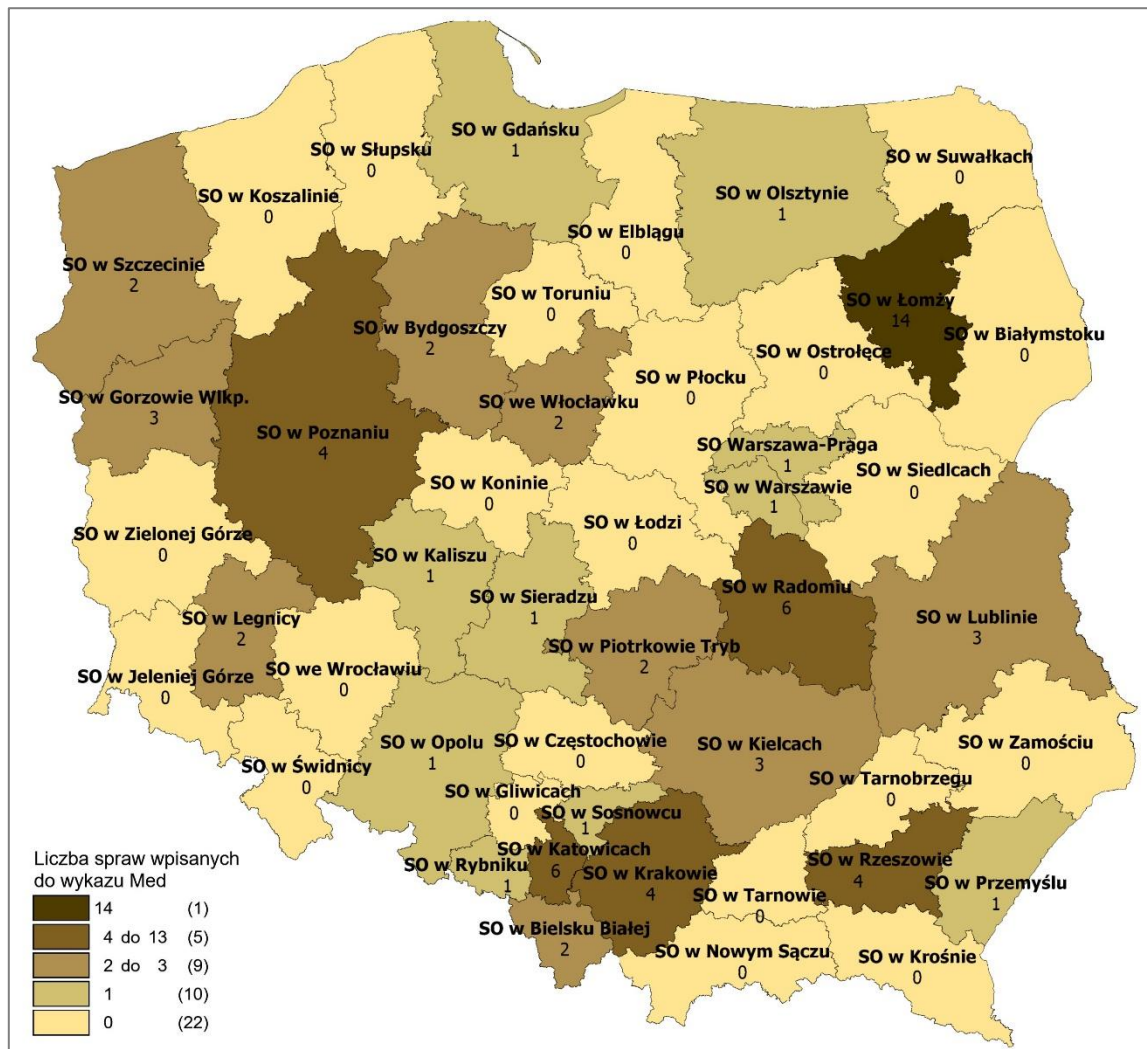 SO w Gdańsku
1
SO w Słupsku
0
SO w Suwałkach
0
SO w Koszalinie
0
SO w Olsztynie
1
SO w Elblągu
0
SO w Szczecinie
2
SO w Toruniu
0
SO w Łomży
14
SO w Bydgoszczy
2
SO w Białymstoku
0
SO w Ostrołęce
0
SO w Płocku
0
SO w Gorzowie Wlkp.
3
SO we Włocławku
2
SO w Poznaniu
4
SO Warszawa-Praga
1
SO w Siedlcach
0
SO w Koninie
0
SO w Warszawie
1
SO w Łodzi
0
SO w Zielonej Górze
0
SO w Kaliszu
1
SO w Radomiu
6
SO w Sieradzu
1
SO w Legnicy
2
SO w Lublinie
3
SO w Piotrkowie Tryb
2
SO we Wrocławiu
0
SO w Jeleniej Górze
0
SO w Opolu
1
SO w Częstochowie
0
SO w Kielcach
3
SO w Zamościu
0
SO w Świdnicy
0
SO w Tarnobrzegu
0
SO w Gliwicach
0
SO w Sosnowcu
1
SO w Katowicach
6
SO w Rybniku
1
SO w Krakowie
4
SO w Rzeszowie
4
SO w Przemyślu
1
SO w Tarnowie
0
SO w Bielsku Białej
2
SO w Nowym Sączu
0
SO w Krośnie
0
Liczba spraw wpisanych
do wykazu Med
14 (1)
4 do 13 (5)
2 do 3 (9)
1 (10)
0 (22)